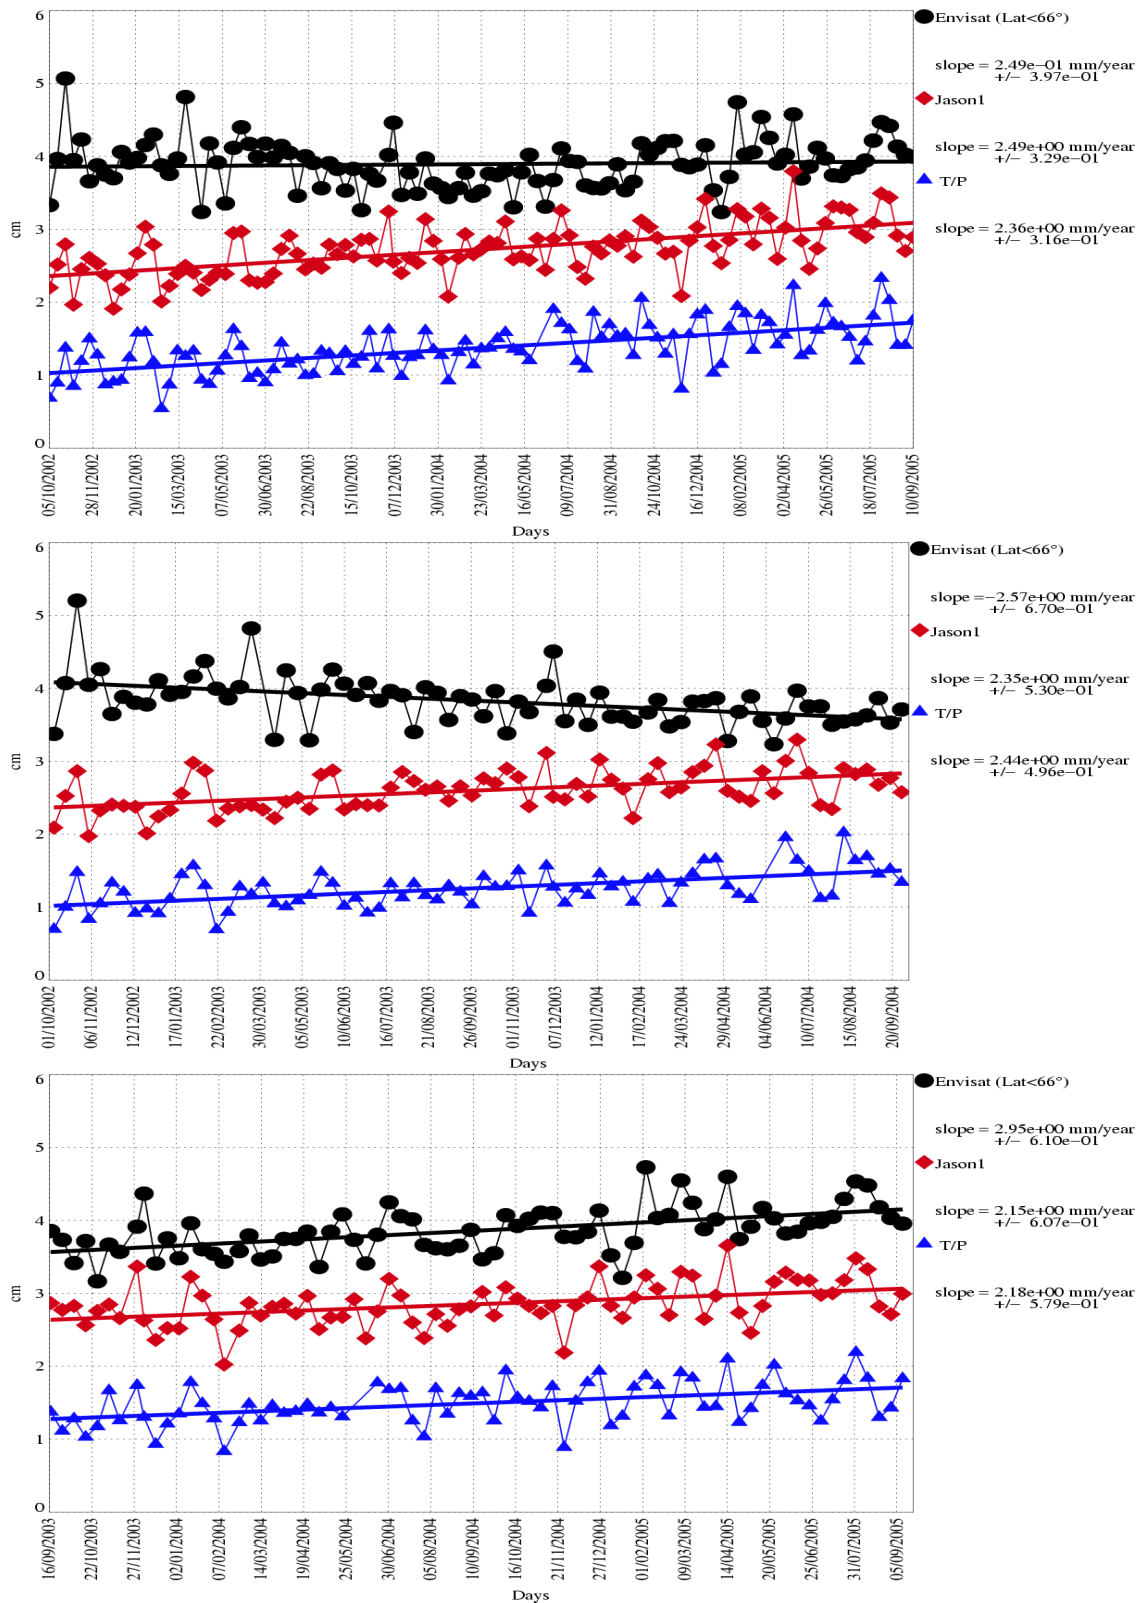 6
5
4
3
2
1
0
cm
05/10/2002 28/11/2002 20/01/2003 15/03/2003 07/05/2003 30/06/2003 22/08/2003 15/10/2003 07/12/2003 30/01/2004 23/03/2004 16/05/2004 09/07/2004 31/08/2004 24/10/2004 16/12/2004 08/02/2005 02/04/2005 26/05/2005 18/07/2005 10/09/2005
Days
Envisat (Lat<66°)
slope = 2.49e−01 mm/year
+/− 3.97e−01
Jason1
slope = 2.49e+00 mm/year
+/− 3.29e−01
T/P
slope = 2.36e+00 mm/year
+/− 3.16e−01
6
5
4
3
2
1
0
cm
01/10/2002 06/11/2002 12/12/2002 17/01/2003 22/02/2003 30/03/2003 05/05/2003 10/06/2003 16/07/2003 21/08/2003 26/09/2003 01/11/2003 07/12/2003 12/01/2004 17/02/2004 24/03/2004 29/04/2004 04/06/2004 10/07/2004 15/08/2004 20/09/2004
Days
Envisat (Lat<66°)
slope =−2.57e+00 mm/year
+/− 6.70e−01
Jason1
slope = 2.35e+00 mm/year
+/− 5.30e−01
T/P
slope = 2.44e+00 mm/year
+/− 4.96e−01
6
5
4
3
2
1
0
cm
16/09/2003 22/10/2003 27/11/2003 02/01/2004 07/02/2004 14/03/2004 19/04/2004 25/05/2004 30/06/2004 05/08/2004 10/09/2004 16/10/2004 21/11/2004 27/12/2004 01/02/2005 09/03/2005 14/04/2005 20/05/2005 25/06/2005 31/07/2005 05/09/2005
Days
Envisat (Lat<66°)
slope = 2.95e+00 mm/year
+/− 6.10e−01
Jason1
slope = 2.15e+00 mm/year
+/− 6.07e−01
T/P
slope = 2.18e+00 mm/year
+/− 5.79e−01